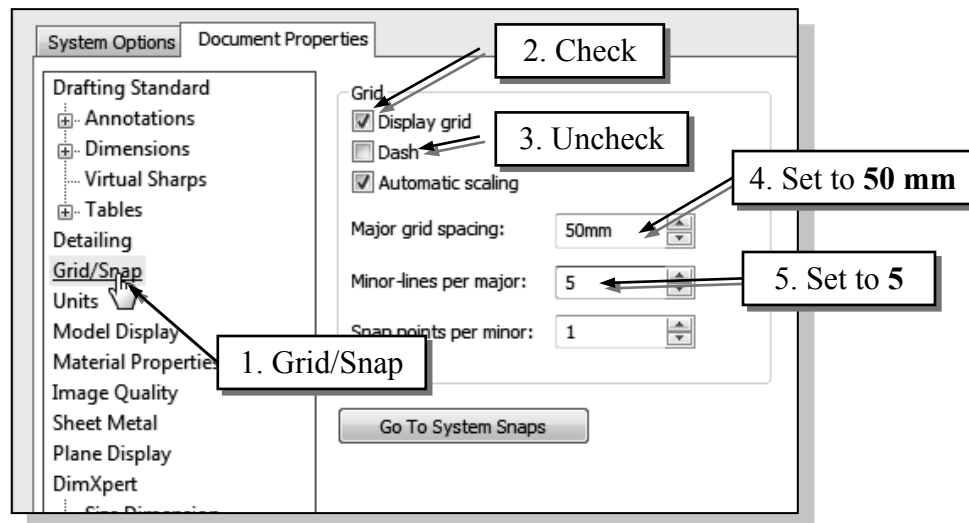 System Options
Document Properties
2. Check
Drafting Standard
Annotations
Dimensions
Virtual Sharps
Tables
Detailing
Grid/Snap
Units
Model Display
Material Properties
Image Quality
Sheet Metal
Plane Display
DimXpert
Size Dimension
1. Grid/Snap
Grid
Display grid
Dash
3. Uncheck
Automatic scaling
4. Set to 50 mm
Major grid spacing:
50mm
Minor-lines per major:
5
5. Set to 5
Snap points per minor:
1
Go To System Snaps